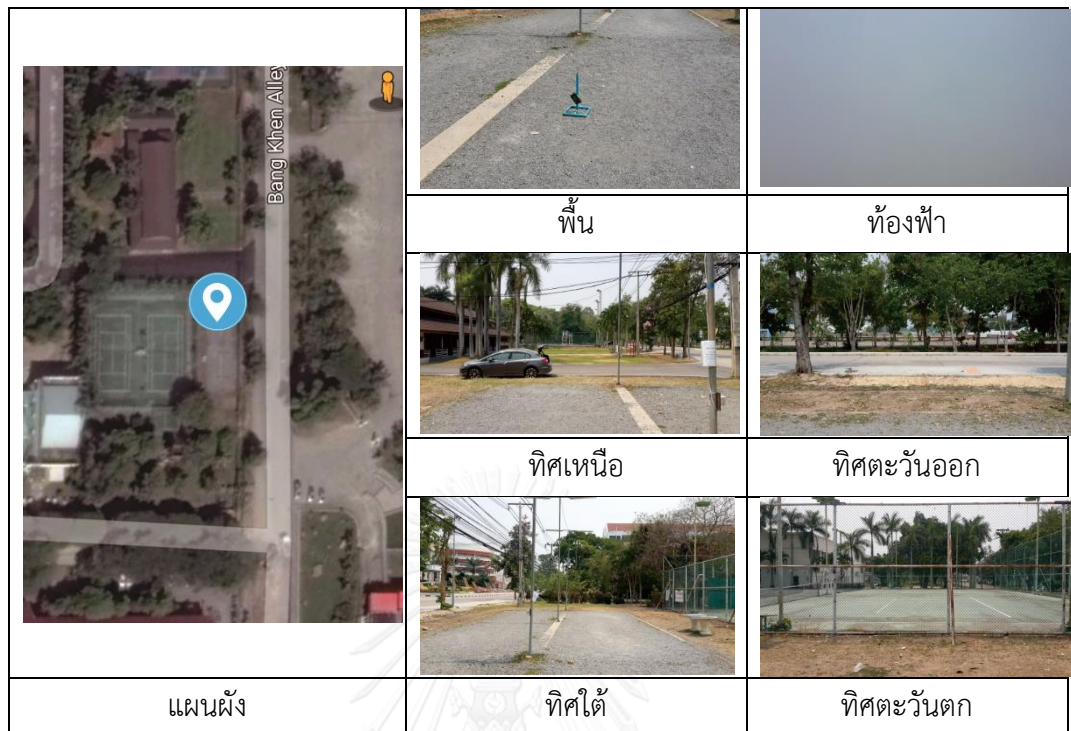 Bang Khen Alley
พื้น
ท้องฟ้า
ทิศเหนือ
ทิศตะวันออก
แผนผัง
ทิศใต้
ทิศตะวันตก